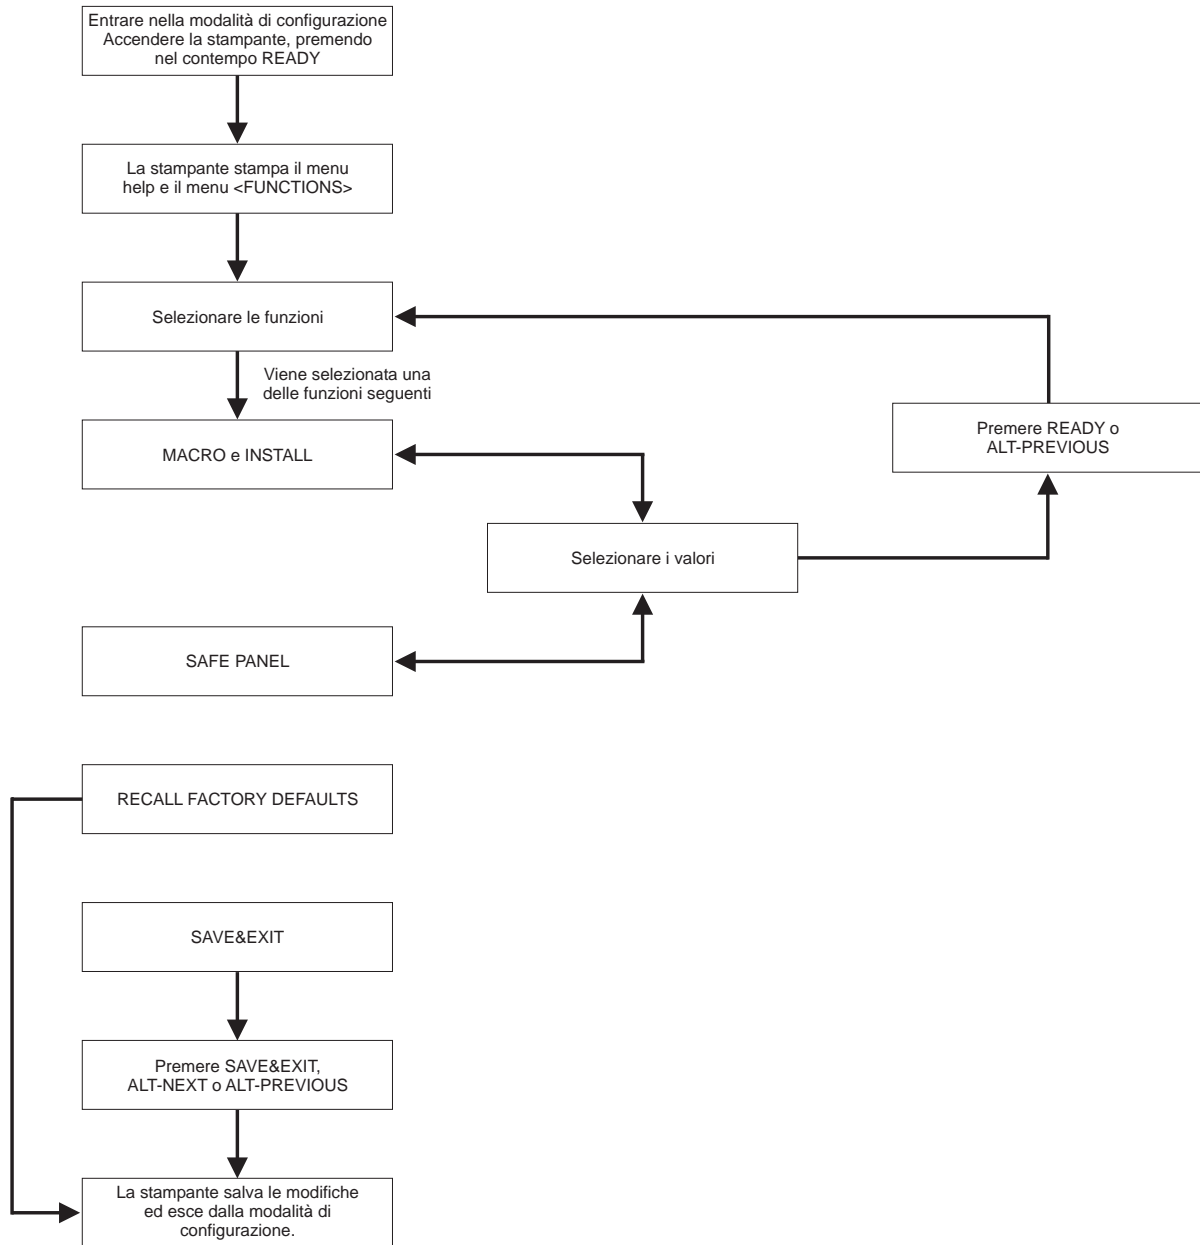 Entrare nella modalità di configurazione
Accendere la stampante, premendo
nel contempo READY
La stampante stampa il menu
help e il menu <FUNCTIONS>
Selezionare le funzioni
Viene selezionata una
delle funzioni seguenti
Premere READY o
ALT-PREVIOUS
MACRO e INSTALL
Selezionare i valori
SAFE PANEL
RECALL FACTORY DEFAULTS
SAVE&EXIT
Premere SAVE&EXIT,
ALT-NEXT o ALT-PREVIOUS
La stampante salva le modifiche
ed esce dalla modalità di
configurazione.